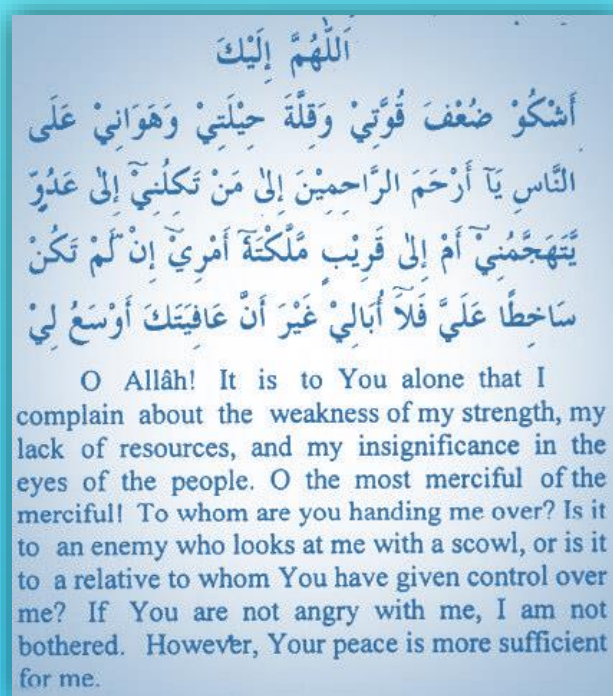 اَللّٰهُمَّ إِلَيْكَ
أَشْكُوْ ضُعْفَ قُوَّتِيْ وَقِلَّةَ حِيْلَتِيْ وَهَوَانِيْ عَلَى
النَّاسِ يَآ أَرْحَمَ الرَّاحِمِيْنَ إِلىٰ مَنْ تَكِلُنِيْٓ إِلىٰ عَدُوٍّ
يَّتَهَجَّمُنِيْٓ أَمْ إِلىٰ قَرِيْبٍ مَّلَّكْتَهٗٓ أَمْرِيْٓ إِنْ لَّمْ تَكُنْ
سَاخِطًا عَلَيَّ فَلَآ أُبَالِيْ غَيْرَ أَنَّ عَافِيَتَكَ أَوْسَعُ لِيْ
O Allâh! It is to You alone that I
complain about the weakness of my strength, my
lack of resources, and my insignificance in the
eyes of the people. O the most merciful of the
merciful! To whom are you handing me over? Is it
to an enemy who looks at me with a scowl, or is it
to a relative to whom You have given control over
me? If You are not angry with me, I am not
bothered. However, Your peace is more sufficient
for me.